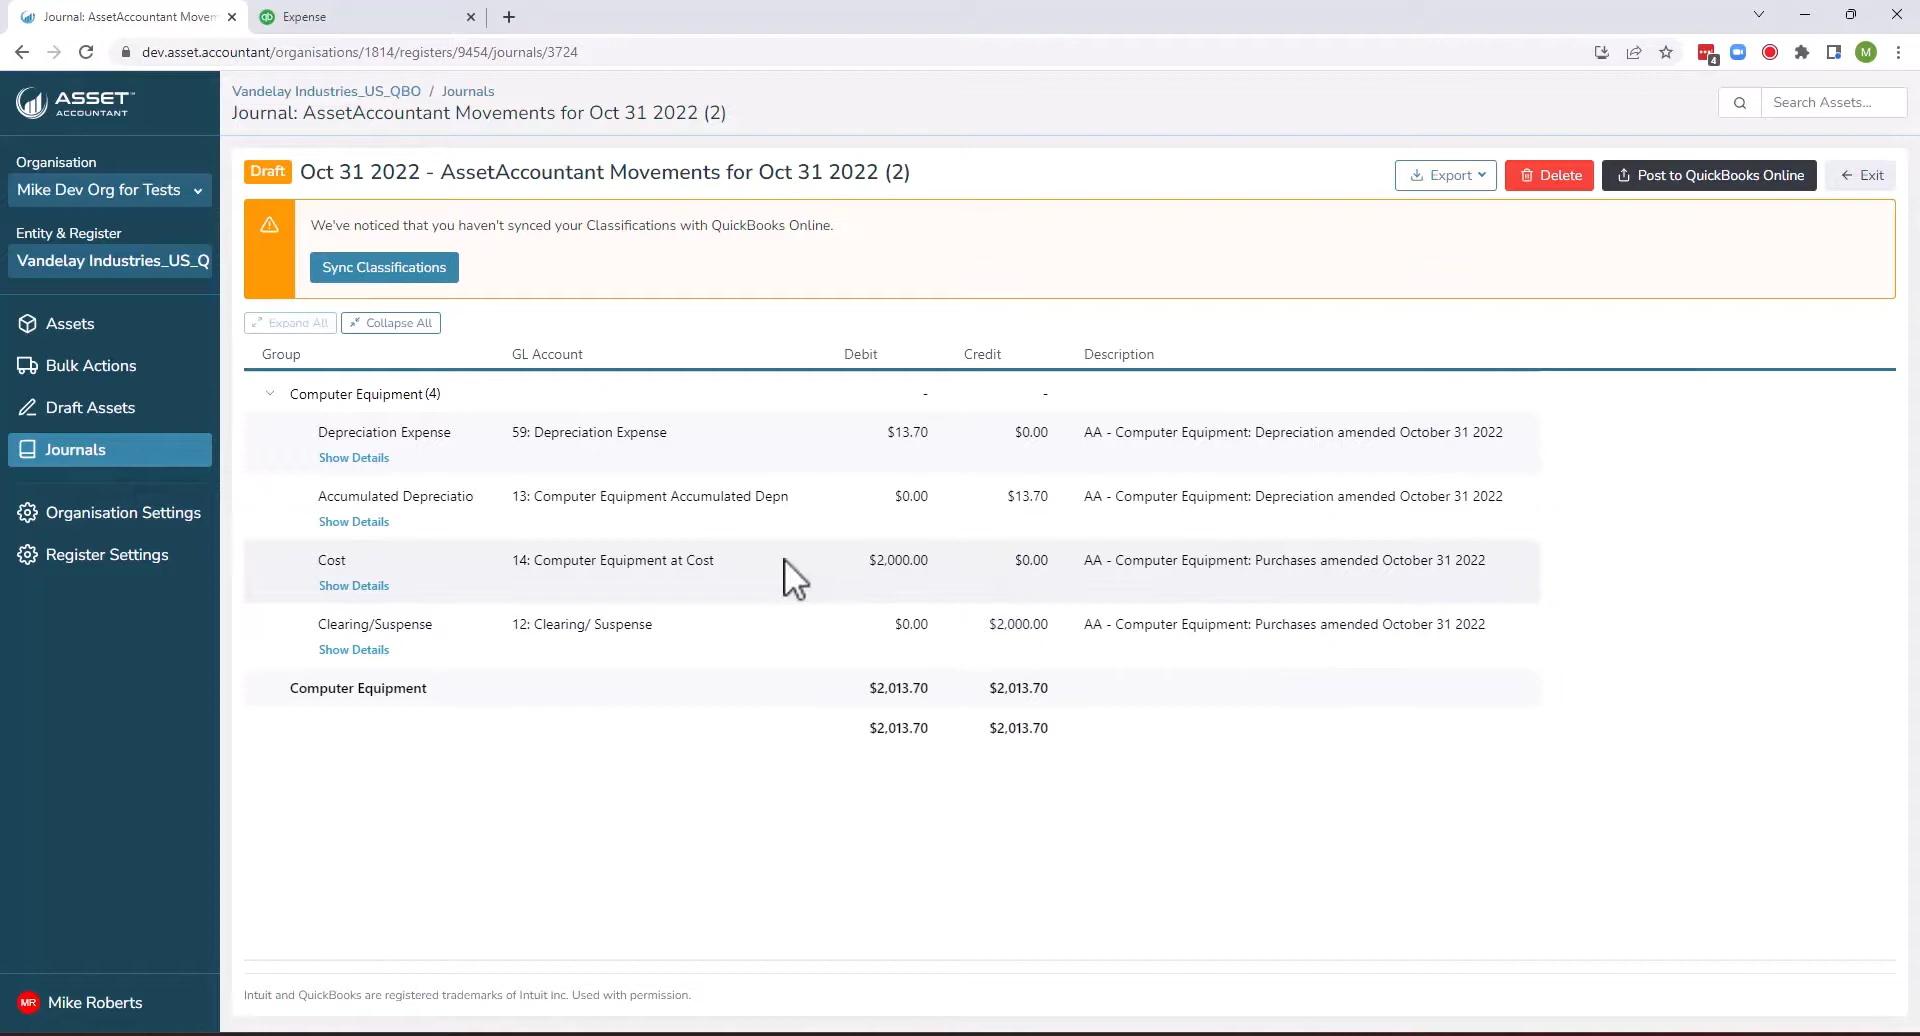 Journal: AssetAccountant Movemen
Expense
dev.asset.accountant/organisations/1814/registers/9454/journals/3724
4
M
ASSET
ACCOUNTANT
Vandelay Industries_US_QBO / Journals
Journal: AssetAccountant Movements for Oct 31 2022 (2)
Search Assets...
Organisation
Mike Dev Org for Tests
Entity & Register
Vandelay Industries_US_Q
Assets
Bulk Actions
Draft Assets
Journals
Organisation Settings
Register Settings
MR Mike Roberts
Draft Oct 31 2022 - AssetAccountant Movements for Oct 31 2022 (2)
Export Delete Post to QuickBooks Online Exit
We've noticed that you haven't synced your Classifications with QuickBooks Online.
Sync Classifications
Expand All Collapse All
Group GL Account Debit Credit Description
Computer Equipment (4) - -
Depreciation Expense 59: Depreciation Expense $13.70 $0.00 AA - Computer Equipment: Depreciation amended October 31 2022
Show Details
Accumulated Depreciatio 13: Computer Equipment Accumulated Depn $0.00 $13.70 AA - Computer Equipment: Depreciation amended October 31 2022
Show Details
Cost 14: Computer Equipment at Cost $2,000.00 $0.00 AA - Computer Equipment: Purchases amended October 31 2022
Show Details
Clearing/Suspense 12: Clearing/ Suspense $0.00 $2,000.00 AA - Computer Equipment: Purchases amended October 31 2022
Show Details
Computer Equipment $2,013.70 $2,013.70
$2,013.70 $2,013.70
Intuit and QuickBooks are registered trademarks of Intuit Inc. Used with permission.